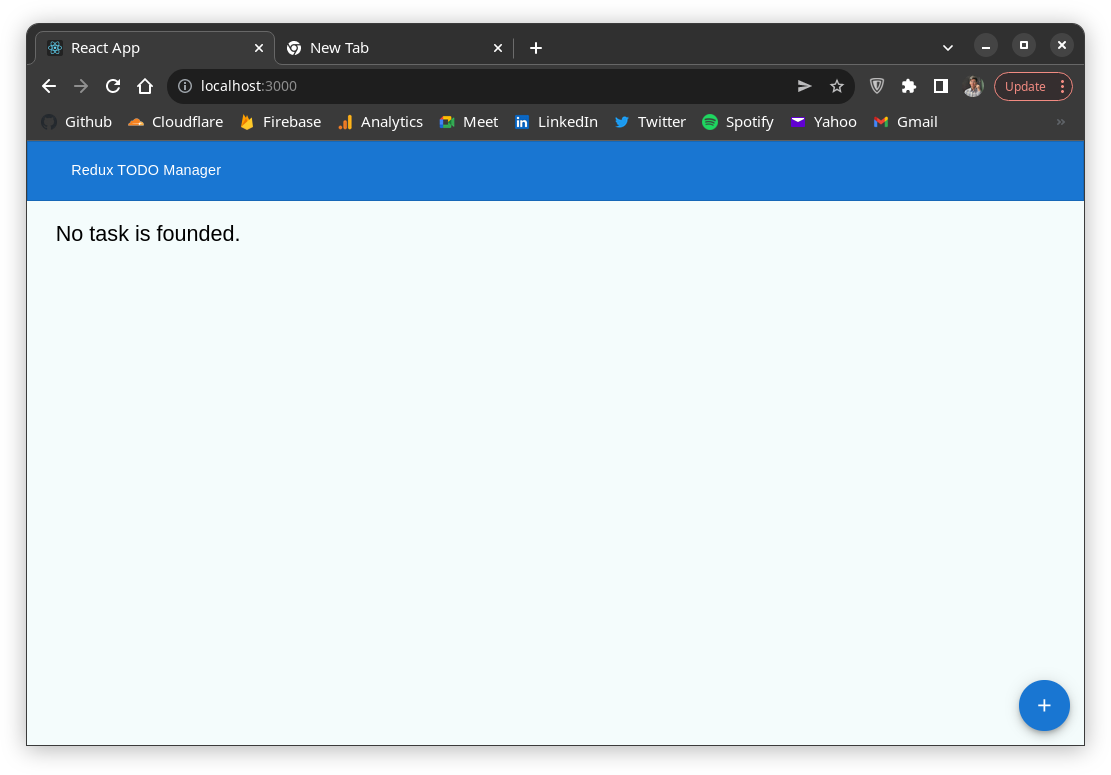 React App New Tab
localhost:3000 Update
Github Cloudflare Firebase Analytics Meet LinkedIn Twitter Spotify Yahoo Gmail »
Redux TODO Manager
No task is founded.
+